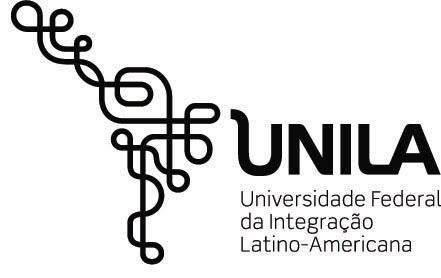 UNILA
Universidade Federal
da Integração
Latino-Americana